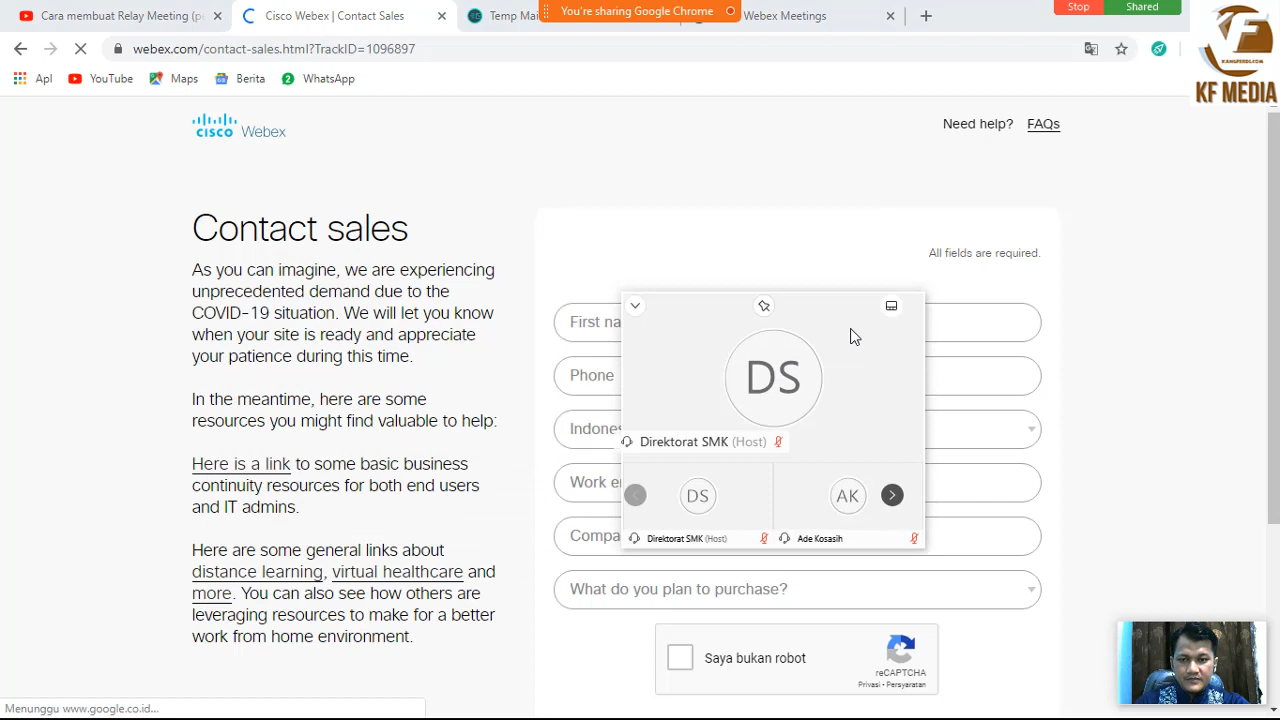 Cara membuat Relay Meeting (pe
Cisco Webex | Contact Sales
Temp Ma
You're sharing Google Chrome
Webex Meetings
Stop
Shared
webex.com/contact-sales.html?TrackID=1096897
Apl
YouTube
Maps
Berita
WhatsApp
KANGFERDI.COM
KF MEDIA
CISCO Webex
Need help? FAQs
Contact sales
As you can imagine, we are experiencing
unprecedented demand due to the
COVID-19 situation. We will let you know
when your site is ready and appreciate
your patience during this time.
In the meantime, here are some
resources you might find valuable to help:
Here is a link to some basic business
continuity resources for both end users
and IT admins.
Here are some general links about
distance learning, virtual healthcare and
more. You can also see how others are
leveraging resources to make for a better
work from home environment.
All fields are required.
First na
Phone
Indones
Work e
Compa
What do you plan to purchase?
DS
Direktorat SMK (Host)
DS
AK
Direktorat SMK (Host)
Ade Kosasih
Saya bukan robot
reCAPTCHA
Privasi • Persyaratan
Menunggu www.google.co.id...